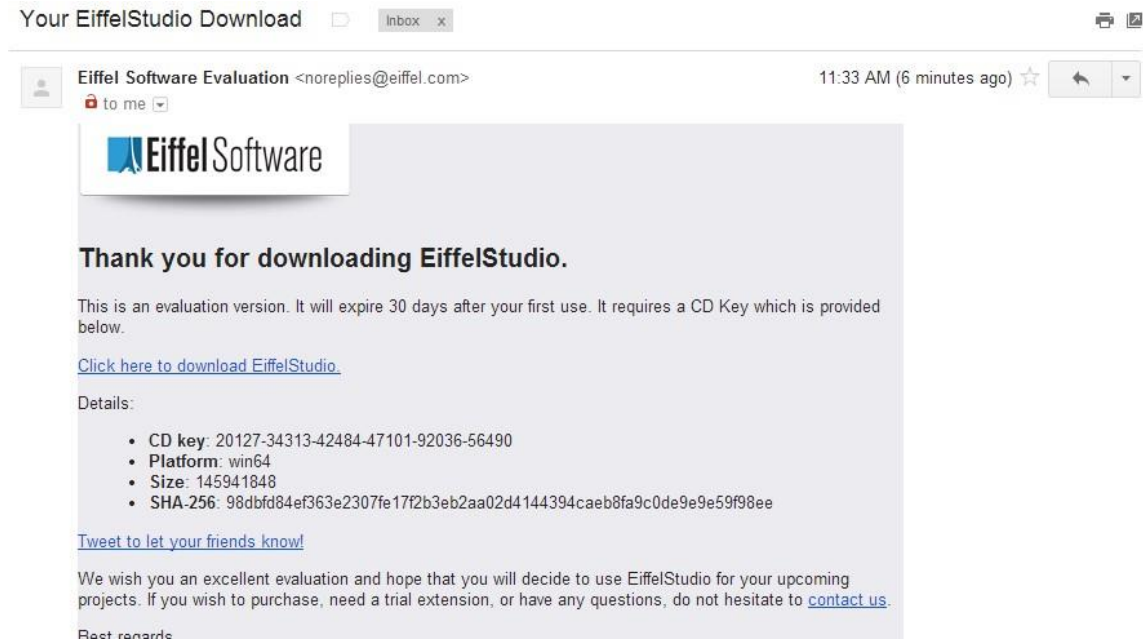 Your EiffelStudio Download
Inbox x
Eiffel Software Evaluation <noreplies@eiffel.com>
11:33 AM (6 minutes ago)
to me
Eiffel Software
Thank you for downloading EiffelStudio.
This is an evaluation version. It will expire 30 days after your first use. It requires a CD Key which is provided
below.
Click here to download EiffelStudio.
Details:
• CD key: 20127-34313-42484-47101-92036-56490
• Platform: win64
• Size: 145941848
• SHA-256: 98dbfd84ef363e2307fe17f2b3eb2aa02d4144394caeb8fa9c0de9e9e59f98ee
Tweet to let your friends know!
We wish you an excellent evaluation and hope that you will decide to use EiffelStudio for your upcoming
projects. If you wish to purchase, need a trial extension, or have any questions, do not hesitate to contact us.
Best regards